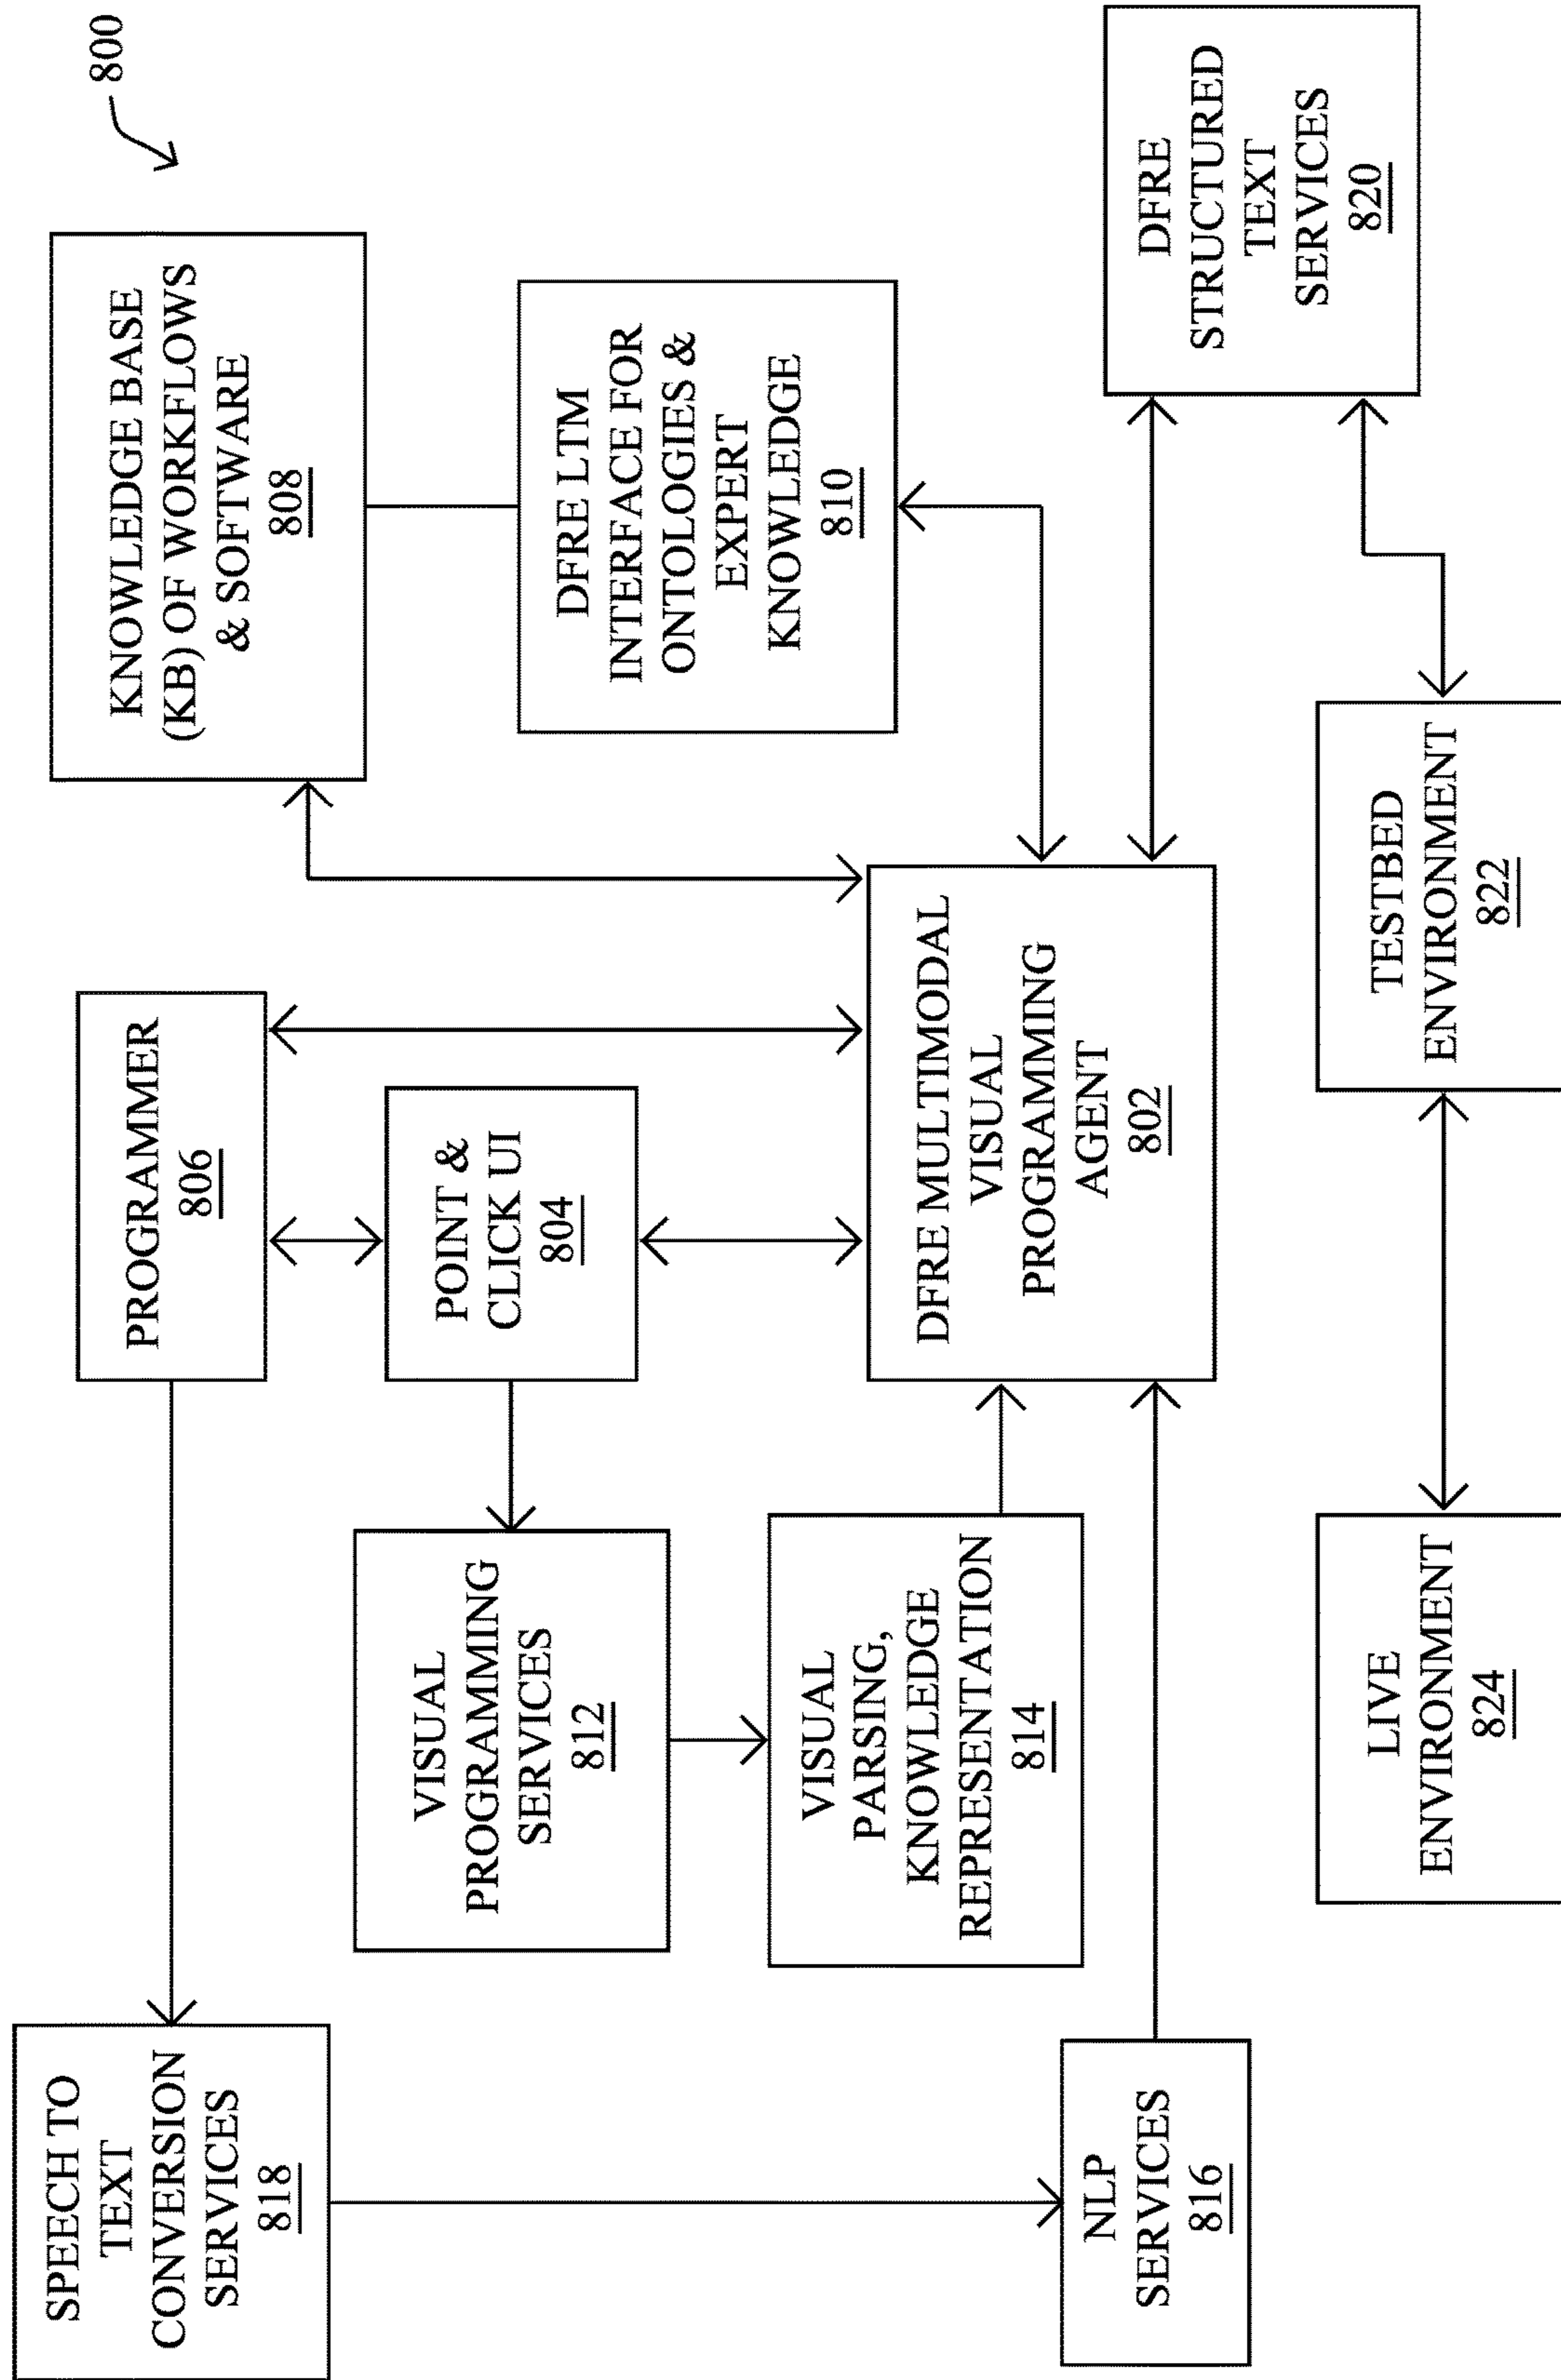 800
SPEECH TO
TEXT
CONVERSION
SERVICES
818
PROGRAMMER
806
KNOWLEDGE BASE
(KB) OF WORKFLOWS
& SOFTWARE
808
VISUAL
PROGRAMMING
SERVICES
812
POINT &
CLICK UI
804
DFRE LTM
INTERFACE FOR
ONTOLOGIES &
EXPERT
KNOWLEDGE
810
VISUAL
PARSING,
KNOWLEDGE
REPRESENTATION
814
DFRE MULTIMODAL
VISUAL
PROGRAMMING
AGENT
802
NLP
SERVICES
816
DFRE
STRUCTURED
TEXT
SERVICES
820
LIVE
ENVIRONMENT
824
TESTBED
ENVIRONMENT
822